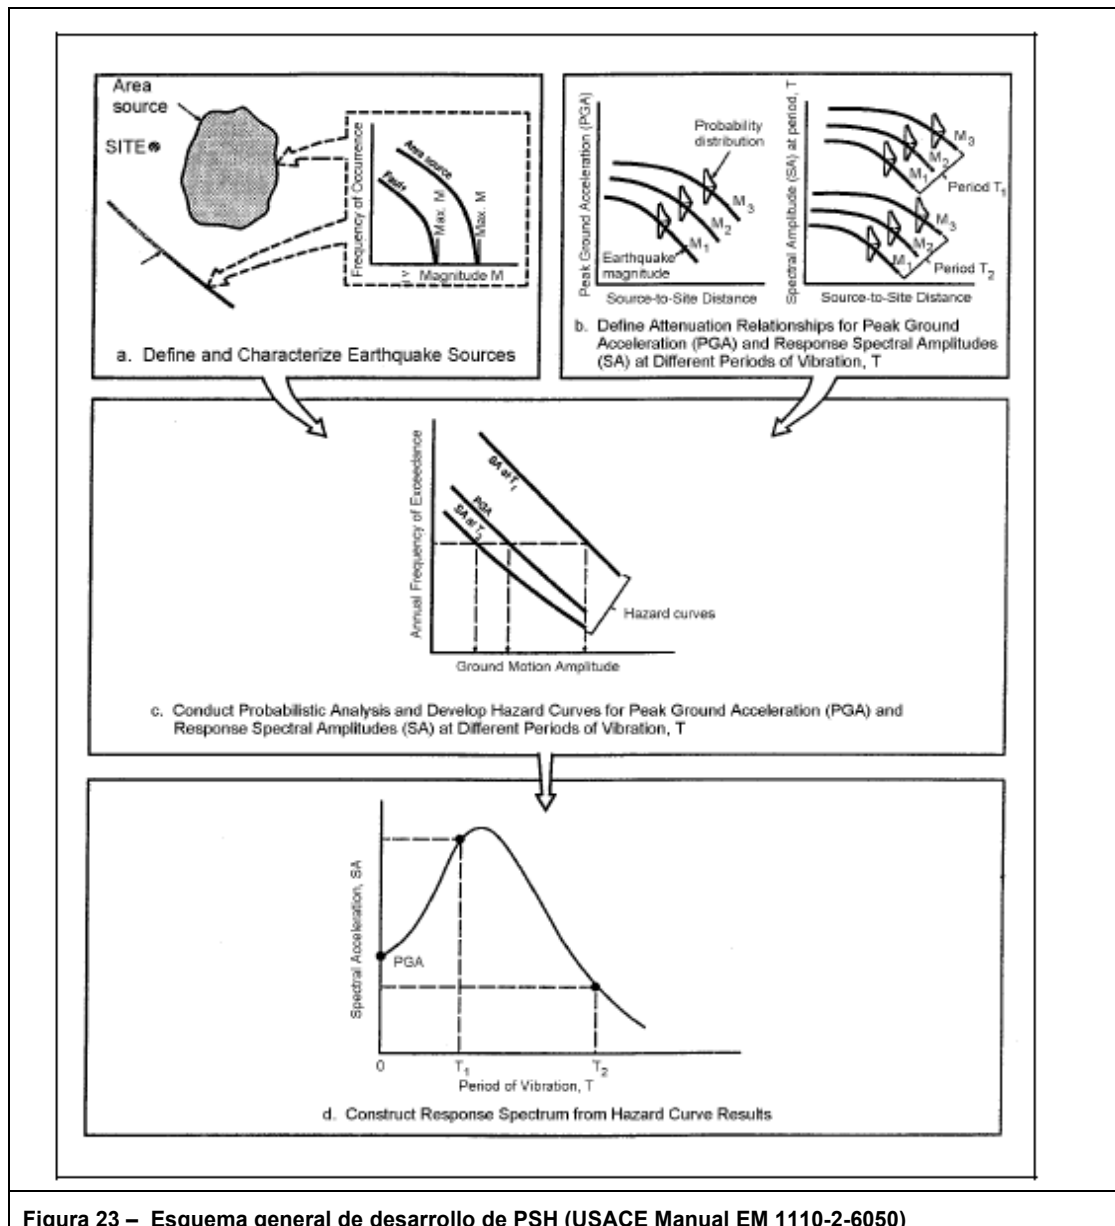 Area
source
SITE
Frequency of Occurrence
Area source
Faults
Max. M
Max. M
Magnitude M
a. Define and Characterize Earthquake Sources
Peak Ground Acceleration (PGA)
Probability
distribution
M3
M2
M1
Earthquake
magnitude
Source-to-Site Distance
Spectral Amplitude (SA) at period, T
M3
M2
M1
Period T1
M3
M2
M1
Period T2
Source-to-Site Distance
b. Define Attenuation Relationships for Peak Ground
Acceleration (PGA) and Response Spectral Amplitudes
(SA) at Different Periods of Vibration, T
Annual Frequency of Exceedance
SA at T1
PGA
SA at T2
Hazard curves
Ground Motion Amplitude
c. Conduct Probabilistic Analysis and Develop Hazard Curves for Peak Ground Acceleration (PGA) and
Response Spectral Amplitudes (SA) at Different Periods of Vibration, T
Spectral Acceleration, SA
PGA
0
T1
T2
Period of Vibration, T
d. Construct Response Spectrum from Hazard Curve Results
Figura 23 – Esquema general de desarrollo de PSH (USACE Manual EM 1110-2-6050)